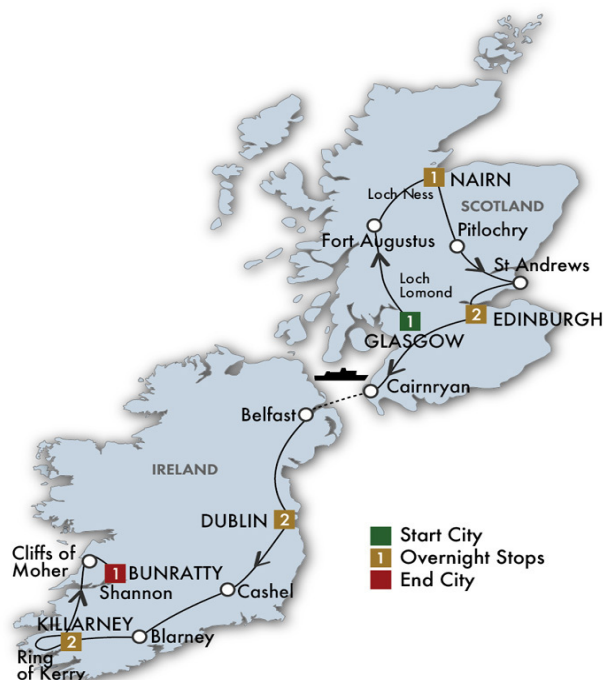 1 NAIRN
Loch Ness
SCOTLAND
Pitlochry
Fort Augustus
St Andrews
Loch
Lomond
1
GLASGOW
2
EDINBURGH
Cairnryan
Belfast
IRELAND
DUBLIN 2
Start City
1 Overnight Stops
End City
Cliffs of
Moher
1 BUNRATTY
Shannon
Cashel
KILLARNEY
2
Blarney
Ring
of Kerry